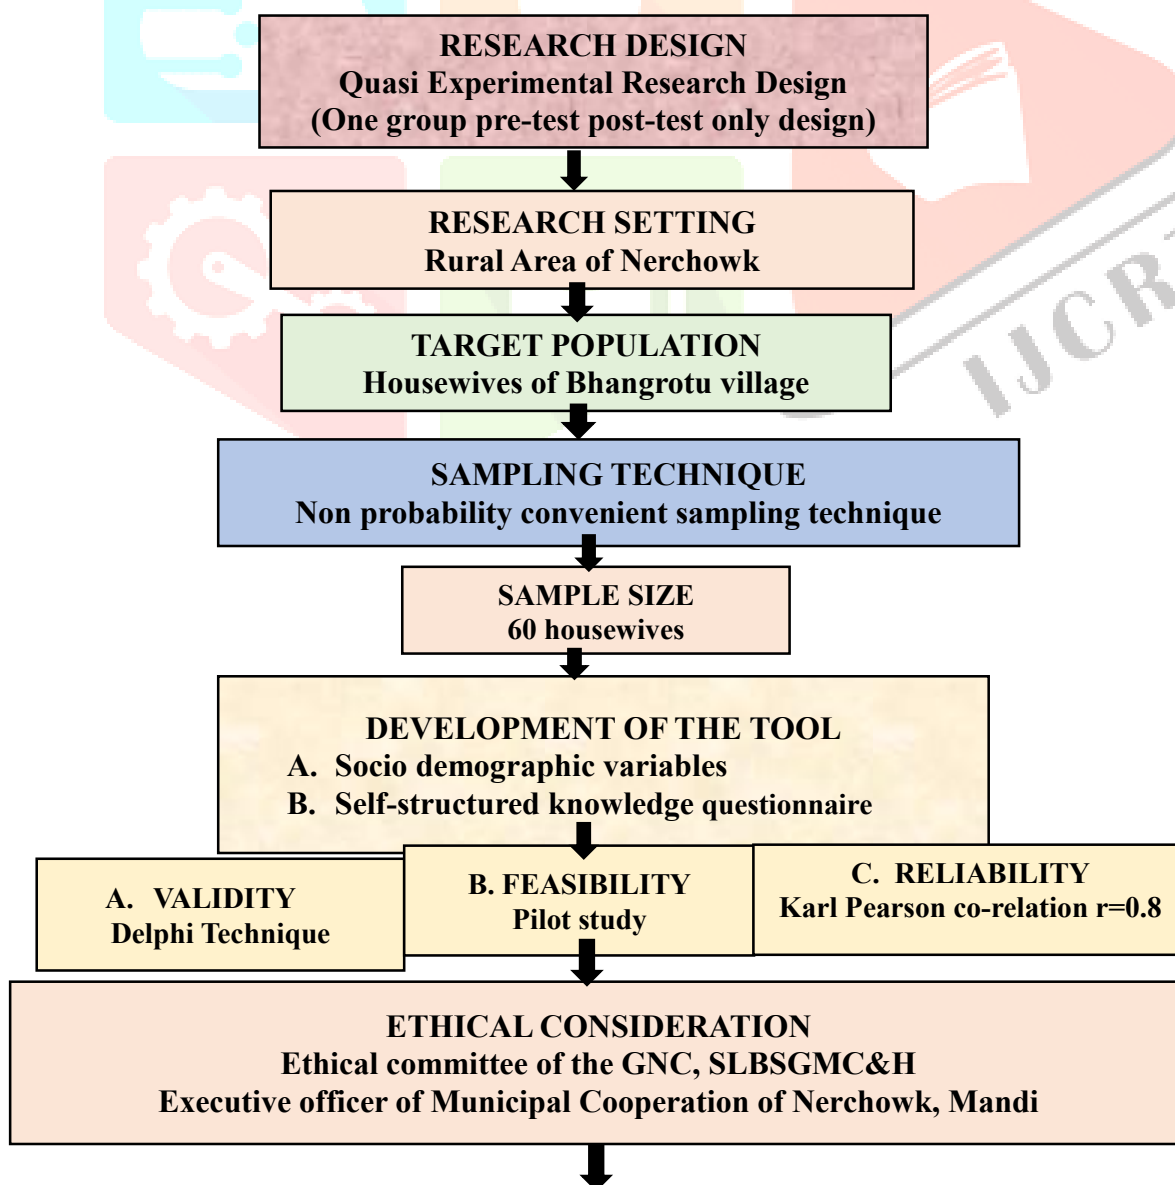 RESEARCH DESIGN
Quasi Experimental Research Design
(One group pre-test post-test only design)
RESEARCH SETTING
Rural Area of Nerchowk
TARGET POPULATION
Housewives of Bhangrotu village
SAMPLING TECHNIQUE
Non probability convenient sampling technique
SAMPLE SIZE
60 housewives
DEVELOPMENT OF THE TOOL
A. Socio demographic variables
B. Self-structured knowledge questionnaire
A. VALIDITY
Delphi Technique
B. FEASIBILITY
Pilot study
C. RELIABILITY
Karl Pearson co-relation r=0.8
ETHICAL CONSIDERATION
Ethical committee of the GNC, SLBSGMC&H
Executive officer of Municipal Cooperation of Nerchowk, Mandi
IJCR